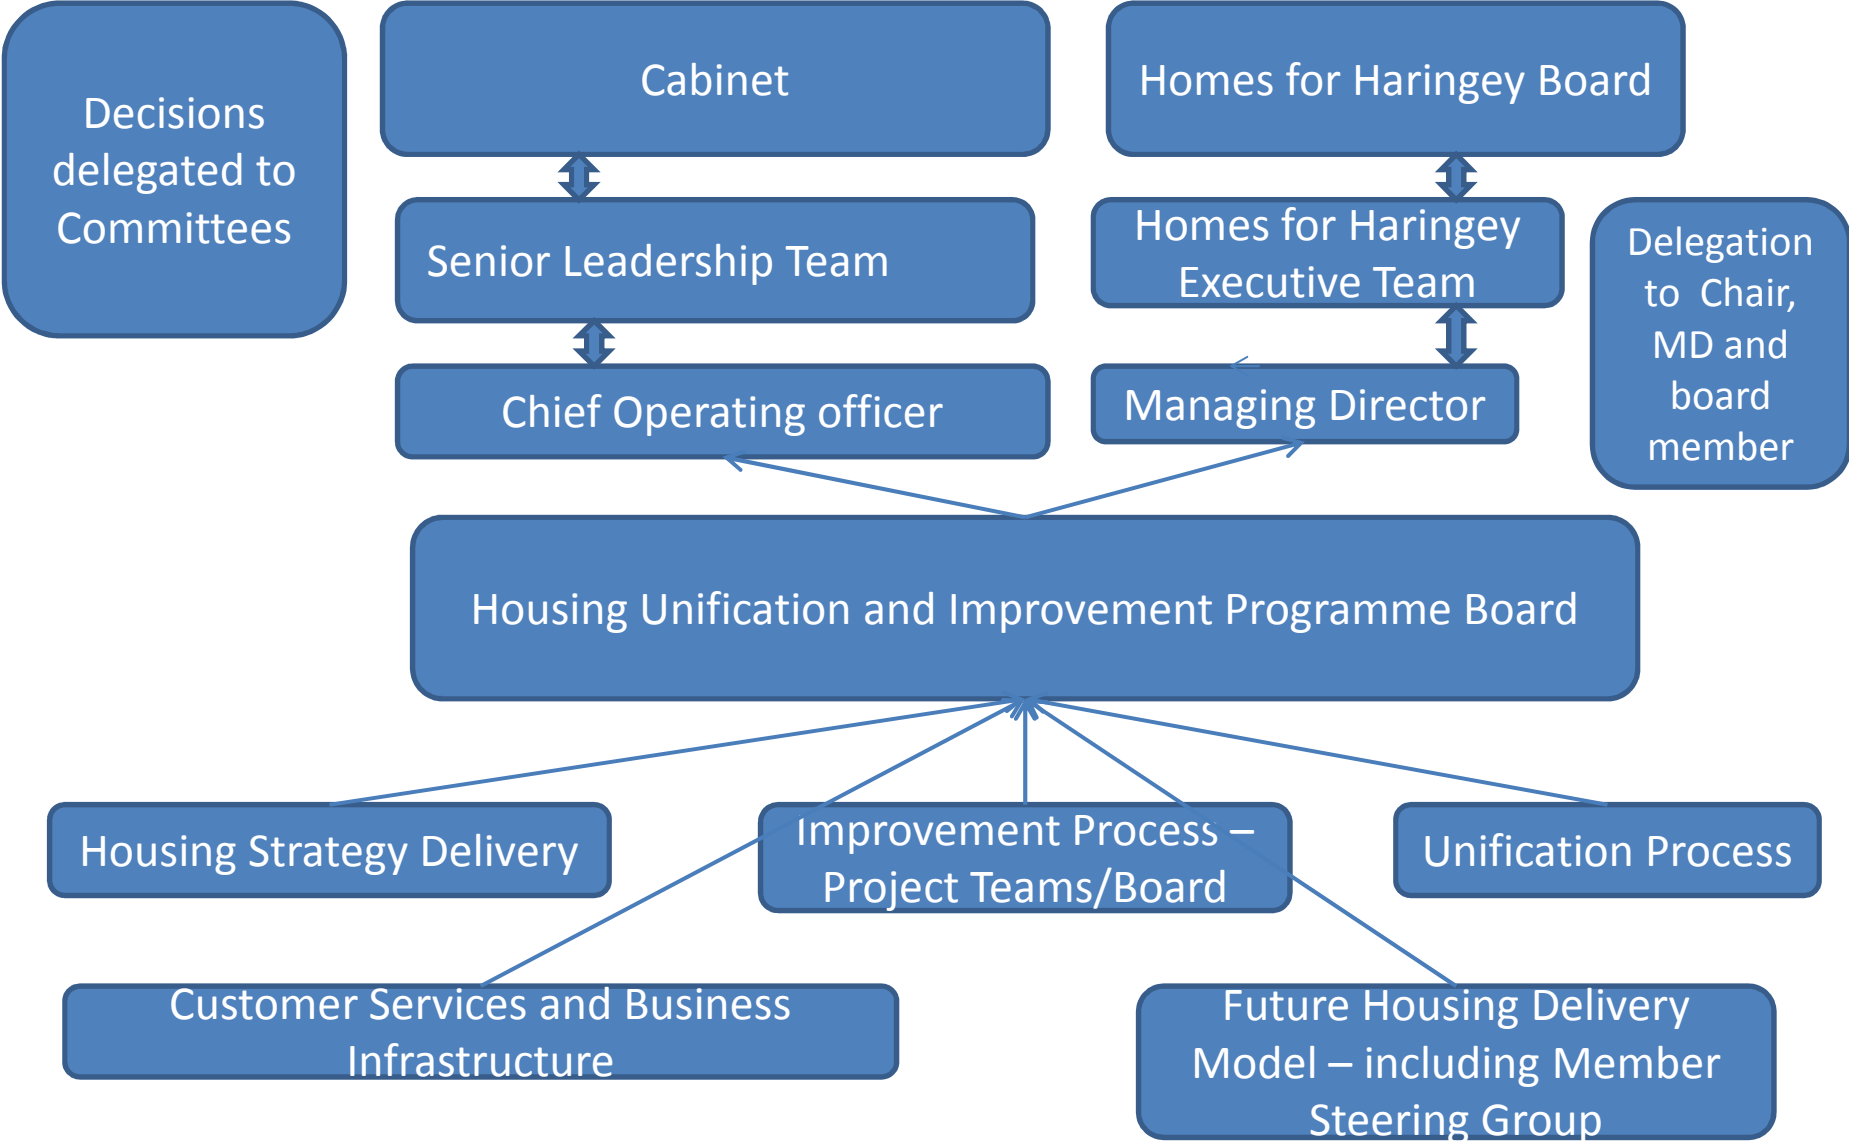 Decisions
delegated to
Committees
Cabinet
Homes for Haringey Board
Senior Leadership Team
Homes for Haringey
Executive Team
Delegation
to  Chair,
MD and
board
member
Chief Operating officer
Managing Director
Housing Unification and Improvement Programme Board
Housing Strategy Delivery
Improvement Process –
Project Teams/Board
Unification Process
Customer Services and Business
Infrastructure
Future Housing Delivery
Model – including Member
Steering Group